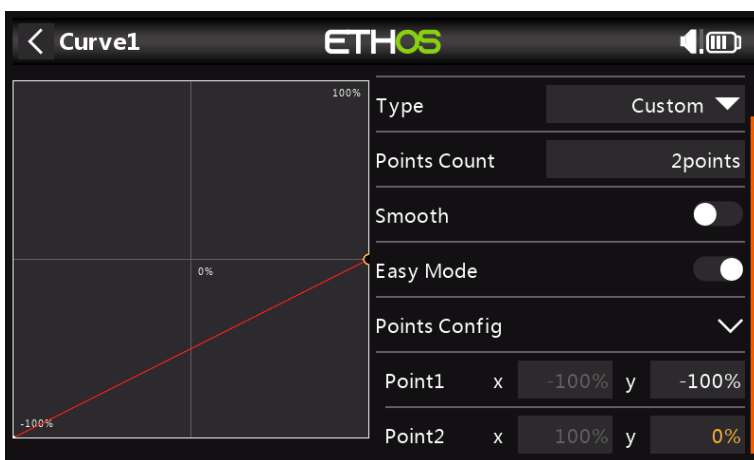 Curve1
ETHOS
100%
0%
-100%
Type Custom
Points Count 2points
Smooth
Easy Mode
Points Config
Point1 x -100% y -100%
Point2 x 100% y 0%